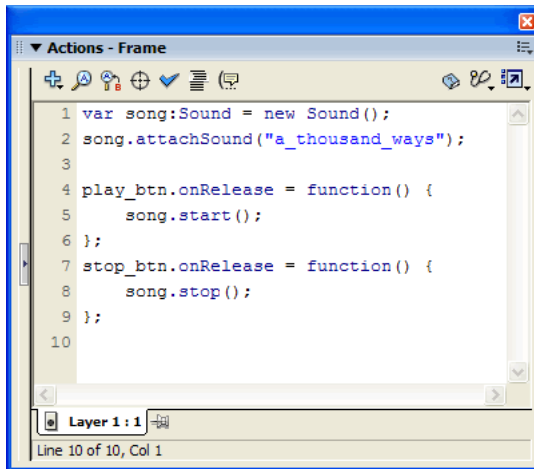 Actions - Frame
1 var song:Sound = new Sound();
2 song.attachSound("a_thousand_ways");
3
4 play_btn.onRelease = function() {
5     song.start();
6 };
7 stop_btn.onRelease = function() {
8     song.stop();
9 };
10
Layer 1 : 1
Line 10 of 10, Col 1